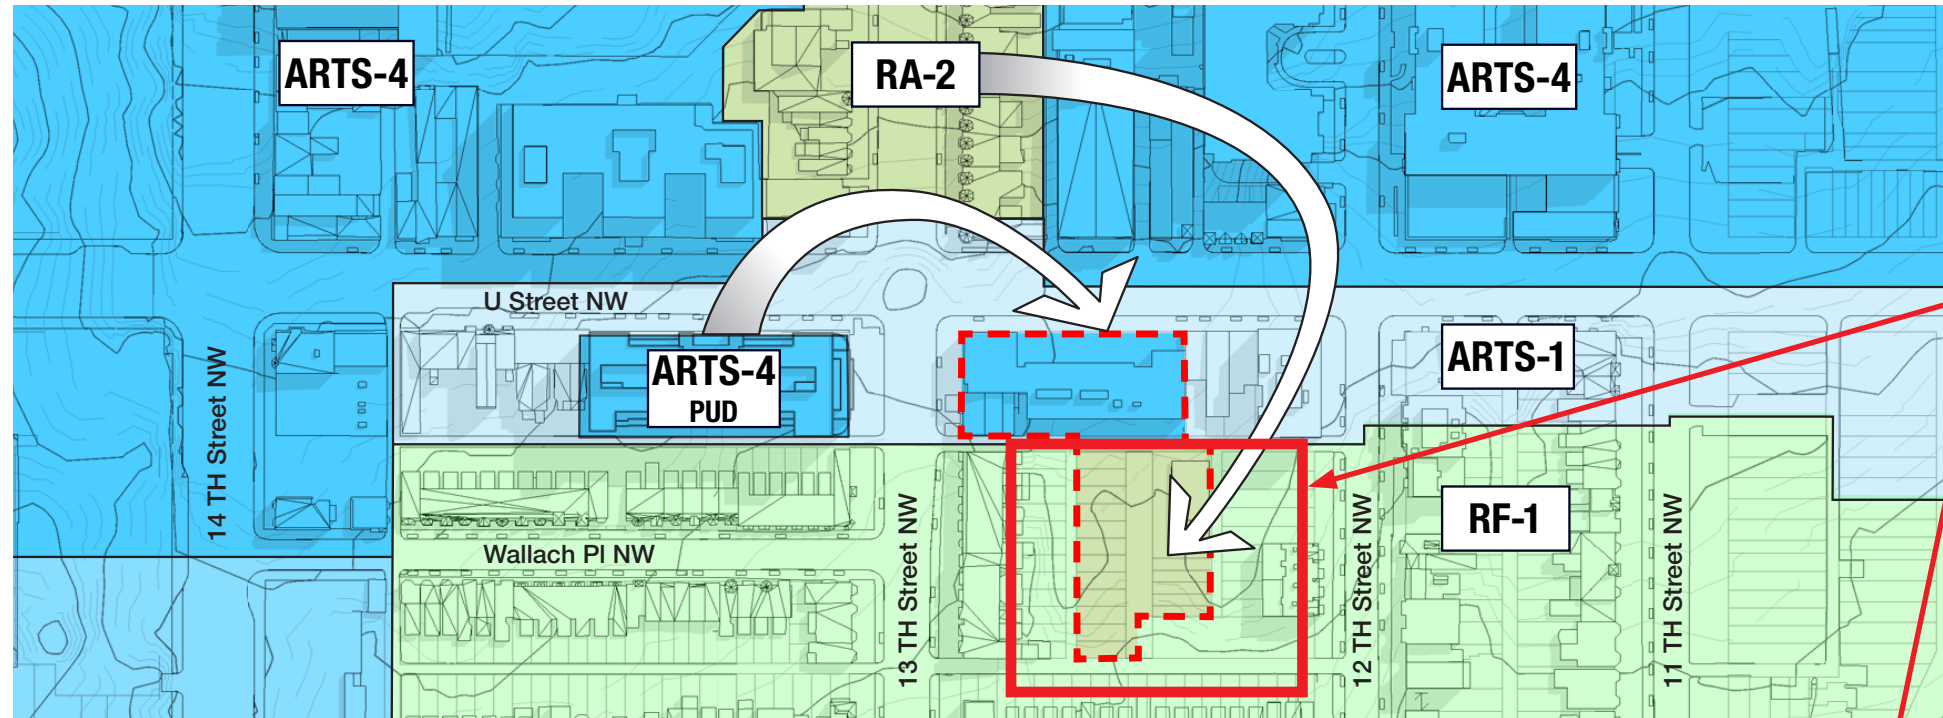 ARTS-4
RA-2
ARTS-4
U Street NW
ARTS-4
PUD
ARTS-1
14 TH Street NW
Wallach Pl NW
13 TH Street NW
12 TH Street NW
RF-1
11 TH Street NW